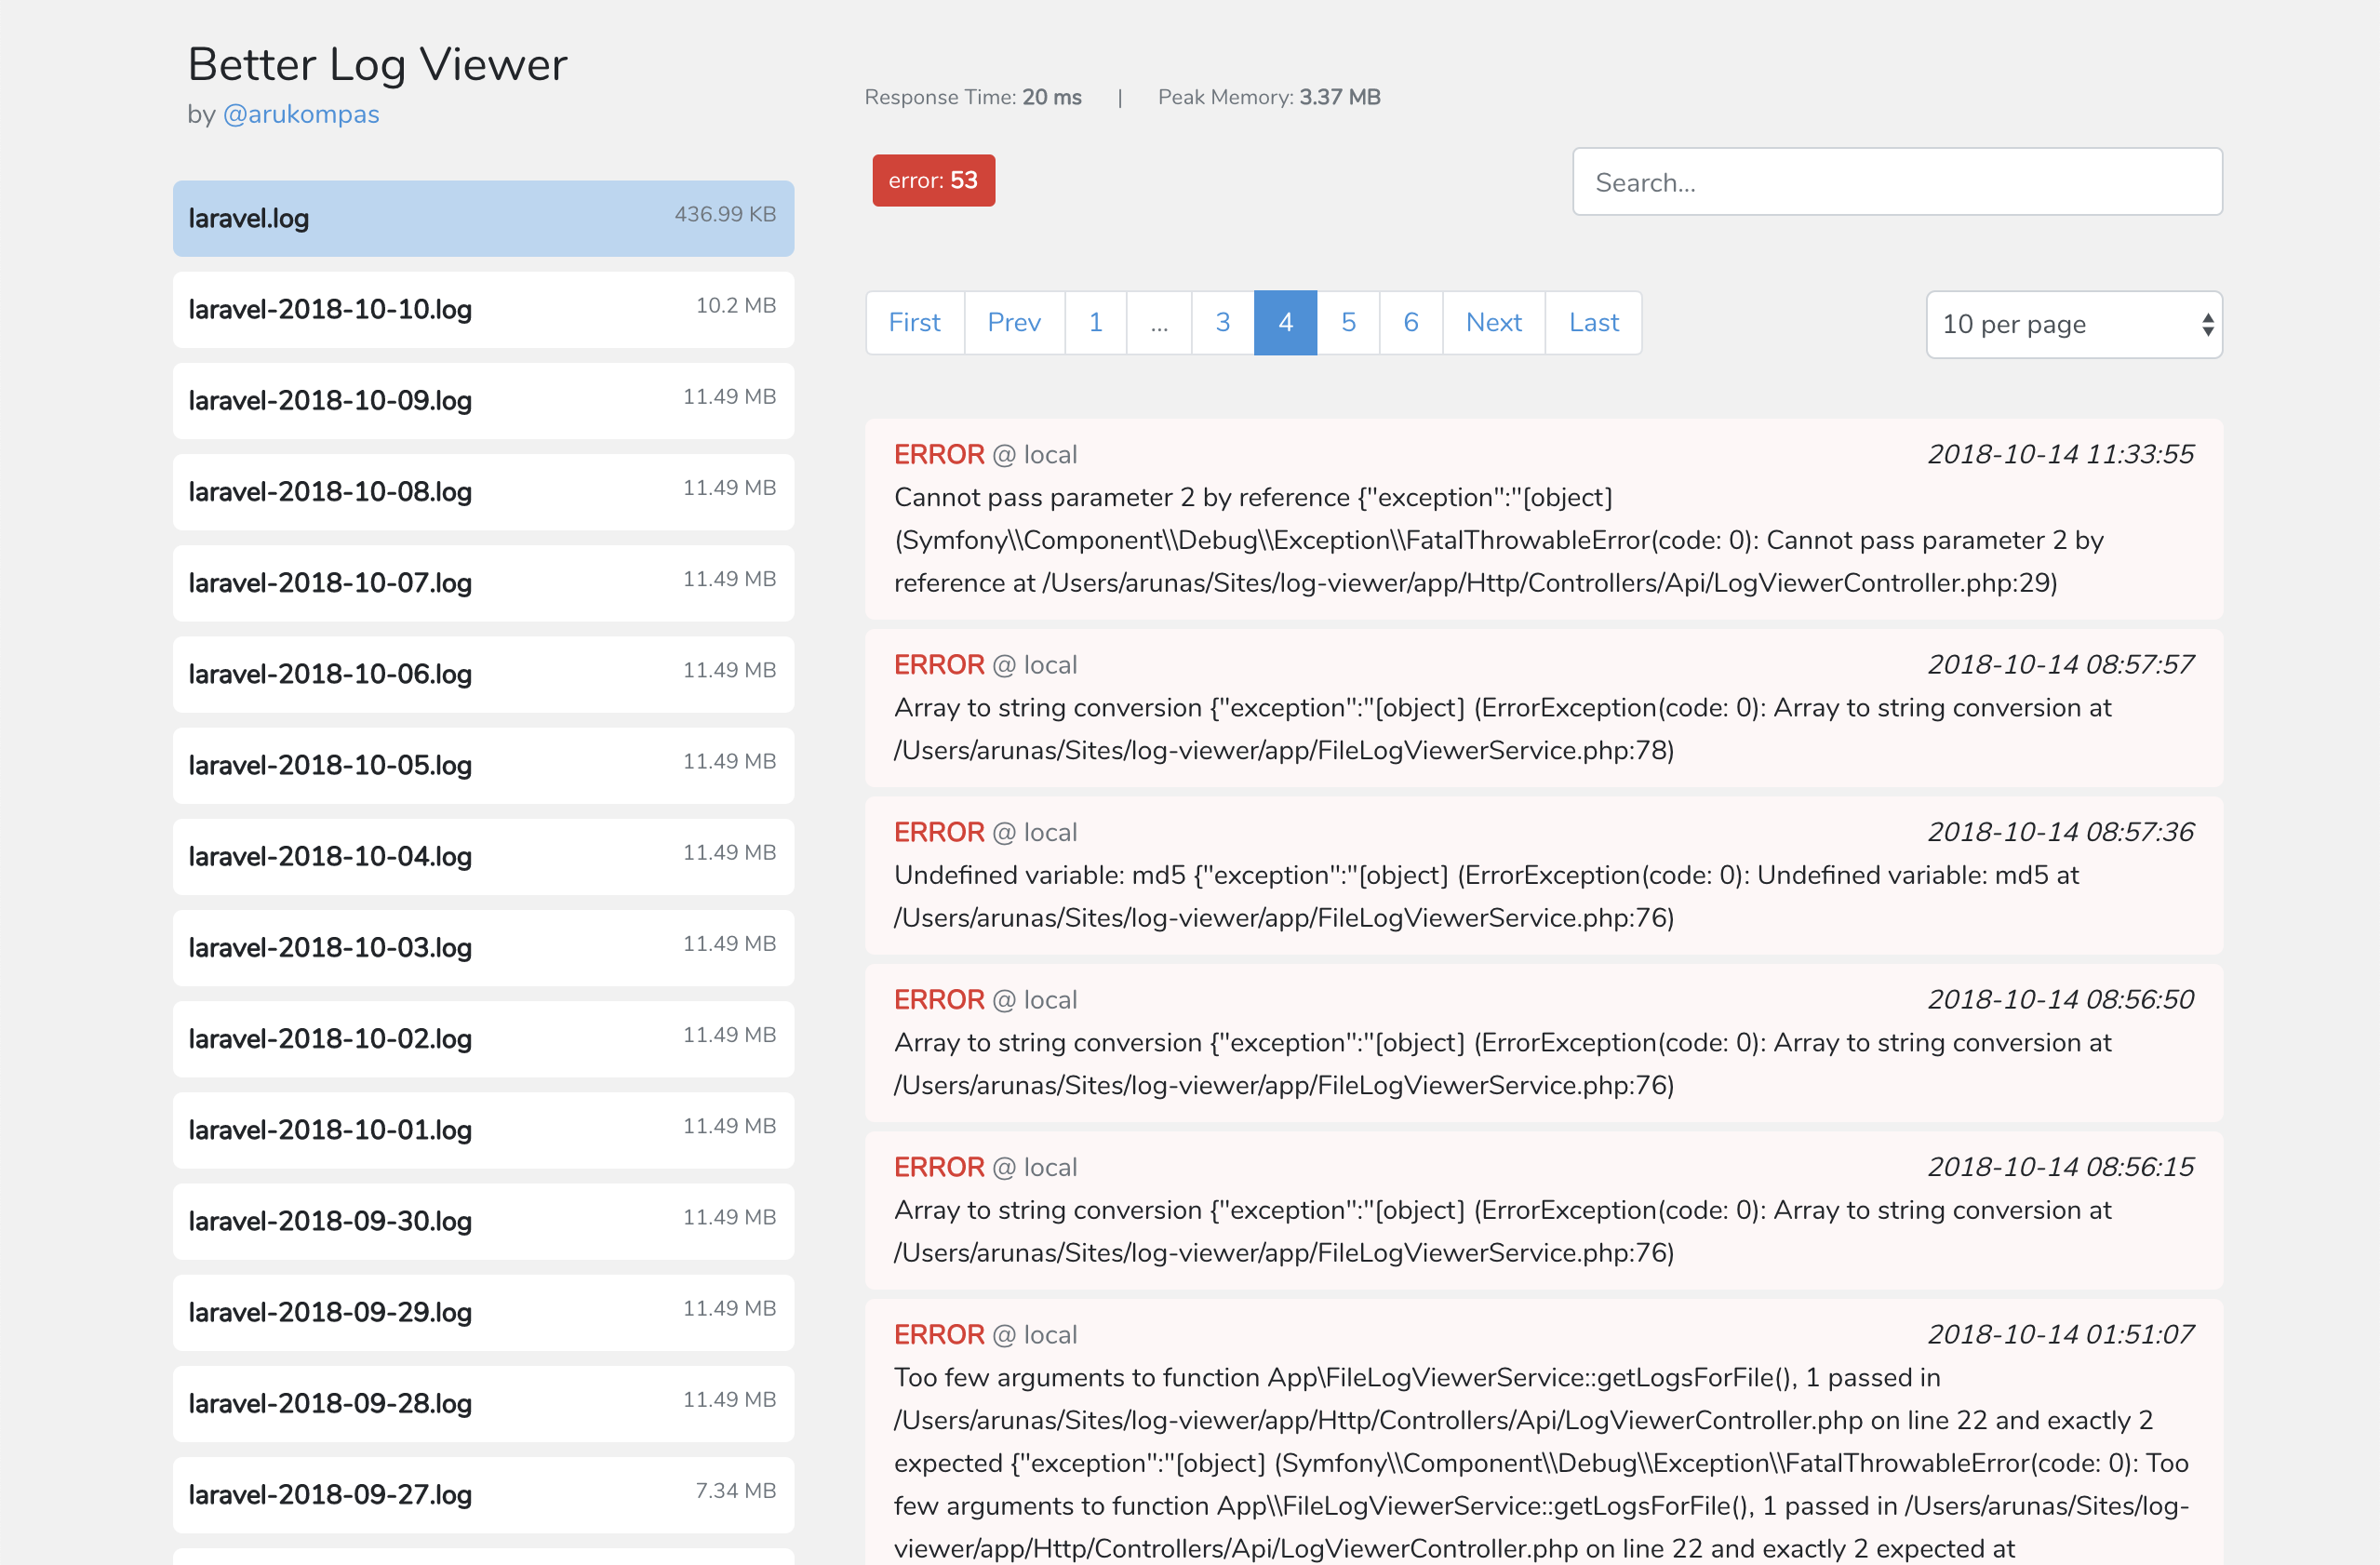 Better Log Viewer
by @arukompas
laravel.log 436.99 KB
laravel-2018-10-10.log 10.2 MB
laravel-2018-10-09.log 11.49 MB
laravel-2018-10-08.log 11.49 MB
laravel-2018-10-07.log 11.49 MB
laravel-2018-10-06.log 11.49 MB
laravel-2018-10-05.log 11.49 MB
laravel-2018-10-04.log 11.49 MB
laravel-2018-10-03.log 11.49 MB
laravel-2018-10-02.log 11.49 MB
laravel-2018-10-01.log 11.49 MB
laravel-2018-09-30.log 11.49 MB
laravel-2018-09-29.log 11.49 MB
laravel-2018-09-28.log 11.49 MB
laravel-2018-09-27.log 7.34 MB
Response Time: 20 ms | Peak Memory: 3.37 MB
error: 53
Search...
First Prev 1 ... 3 4 5 6 Next Last
10 per page
ERROR @ local 2018-10-14 11:33:55
Cannot pass parameter 2 by reference {"exception":"[object]
(Symfony\\Component\\Debug\\Exception\\FatalThrowableError(code: 0): Cannot pass parameter 2 by
reference at /Users/arunas/Sites/log-viewer/app/Http/Controllers/Api/LogViewerController.php:29)
ERROR @ local 2018-10-14 08:57:57
Array to string conversion {"exception":"[object] (ErrorException(code: 0): Array to string conversion at
/Users/arunas/Sites/log-viewer/app/FileLogViewerService.php:78)
ERROR @ local 2018-10-14 08:57:36
Undefined variable: md5 {"exception":"[object] (ErrorException(code: 0): Undefined variable: md5 at
/Users/arunas/Sites/log-viewer/app/FileLogViewerService.php:76)
ERROR @ local 2018-10-14 08:56:50
Array to string conversion {"exception":"[object] (ErrorException(code: 0): Array to string conversion at
/Users/arunas/Sites/log-viewer/app/FileLogViewerService.php:76)
ERROR @ local 2018-10-14 08:56:15
Array to string conversion {"exception":"[object] (ErrorException(code: 0): Array to string conversion at
/Users/arunas/Sites/log-viewer/app/FileLogViewerService.php:76)
ERROR @ local 2018-10-14 01:51:07
Too few arguments to function App\FileLogViewerService::getLogsForFile(), 1 passed in
/Users/arunas/Sites/log-viewer/app/Http/Controllers/Api/LogViewerController.php on line 22 and exactly 2
expected {"exception":"[object] (Symfony\\Component\\Debug\\Exception\\FatalThrowableError(code: 0): Too
few arguments to function App\\FileLogViewerService::getLogsForFile(), 1 passed in /Users/arunas/Sites/log-
viewer/app/Http/Controllers/Api/LogViewerController.php on line 22 and exactly 2 expected at